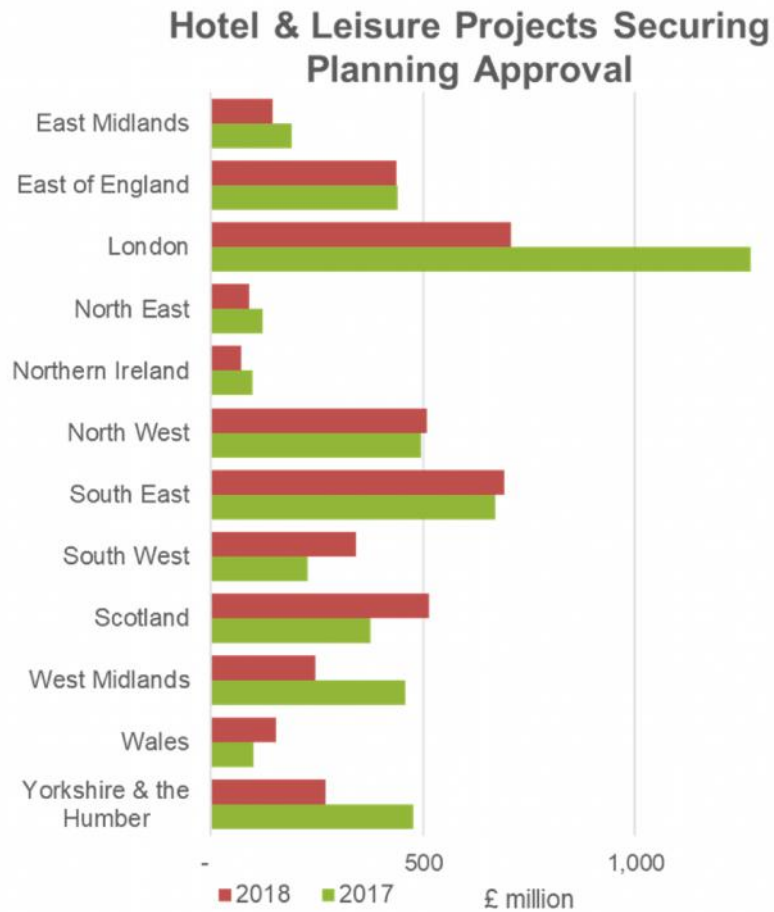 Hotel & Leisure Projects Securing
Planning Approval
East Midlands
East of England
London
North East
Northern Ireland
North West
South East
South West
Scotland
West Midlands
Wales
Yorkshire & the
Humber
- 500 1,000
2018 2017 £ million